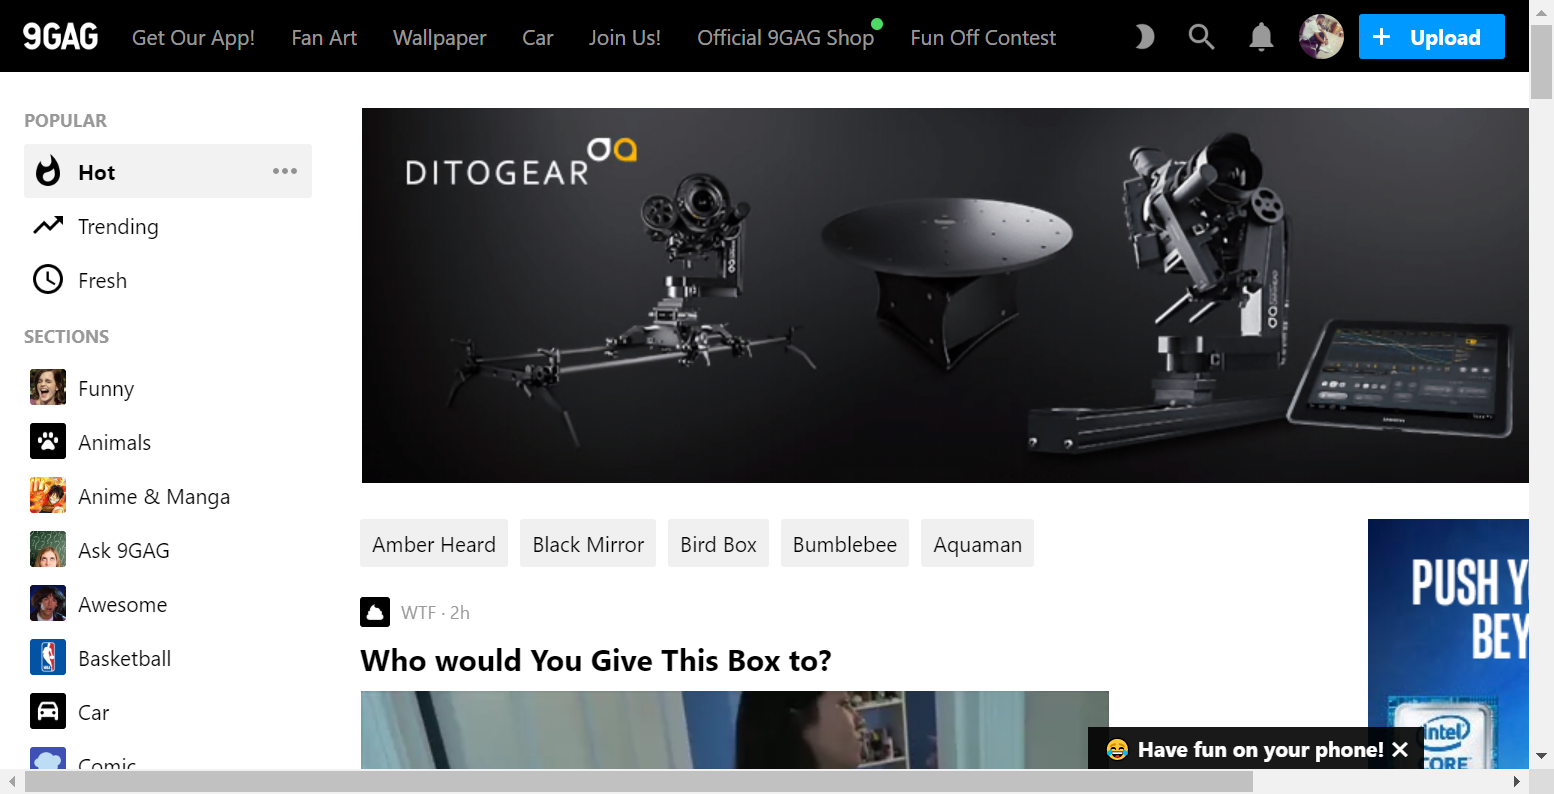 9GAG
Get Our App!
Fan Art
Wallpaper
Car
Join Us!
Official 9GAG Shop
Fun Off Contest
Upload
POPULAR
Hot
Trending
Fresh
SECTIONS
Funny
Animals
Anime & Manga
Ask 9GAG
Awesome
Basketball
Car
Comic
DITOGEAR
SAMSUNG
Amber Heard
Black Mirror
Bird Box
Bumblebee
Aquaman
WTF · 2h
Who would You Give This Box to?
PUSH Y
BEY
intel
CORE
😂 Have fun on your phone! ✕